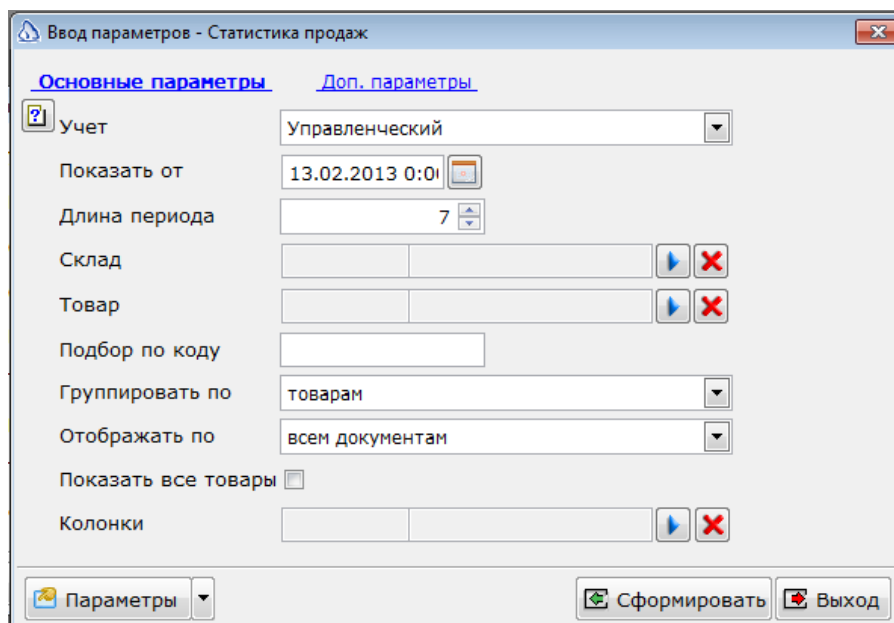 Ввод параметров - Статистика продаж
Основные параметры Доп. параметры
Учет Управленческий
Показать от 13.02.2013 0:0
Длина периода 7
Склад
Товар
Подбор по коду
Группировать по товарам
Отображать по всем документам
Показать все товары
Колонки
Параметры Сформировать Выход